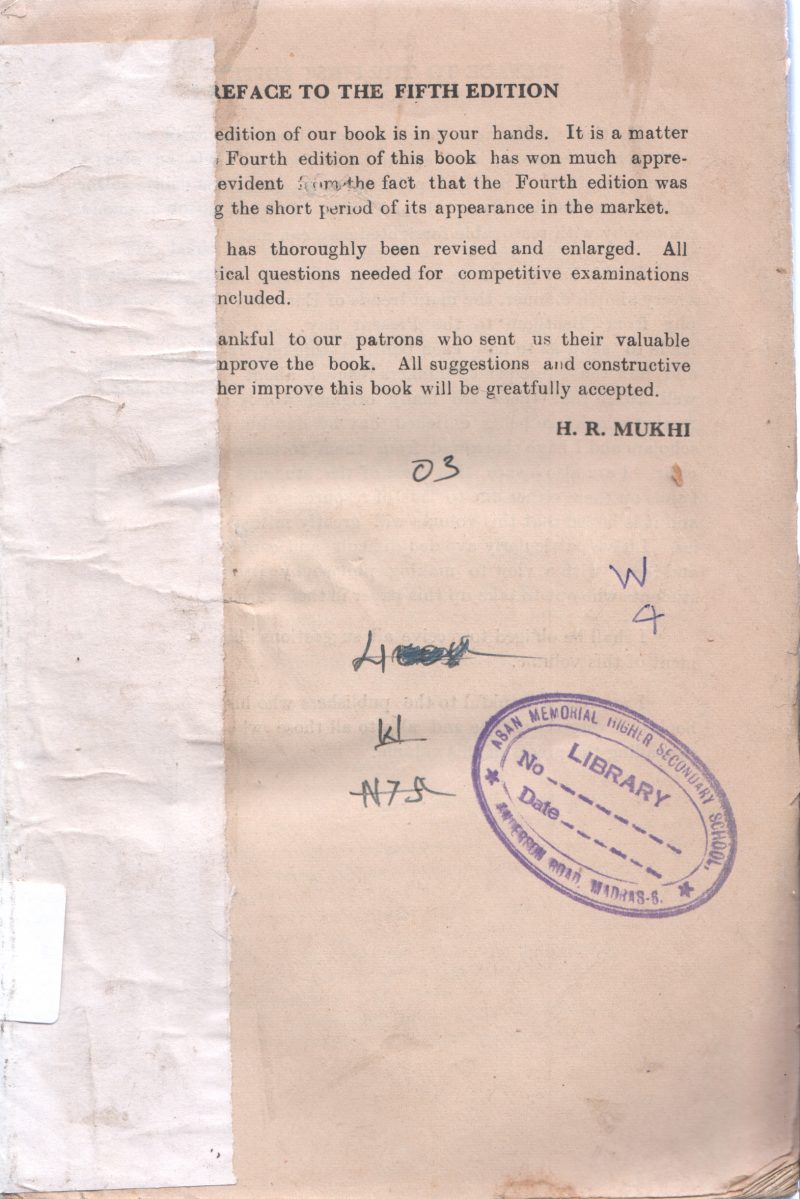 REFACE TO THE FIFTH EDITION
edition of our book is in your hands. It is a matter
Fourth edition of this book has won much appre-
evident from the fact that the Fourth edition was
g the short period of its appearance in the market.
has thoroughly been revised and enlarged. All
ical questions needed for competitive examinations
ncluded.
ankful to our patrons who sent us their valuable
mprove the book. All suggestions and constructive
her improve this book will be greatfully accepted.
H. R. MUKHI
03
W
4
K1
N75
ASAN MEMORIAL HIGHER SECONDARY SCHOOL,
LIBRARY
No
Date
ANDERSON ROAD, MADRAS-6.